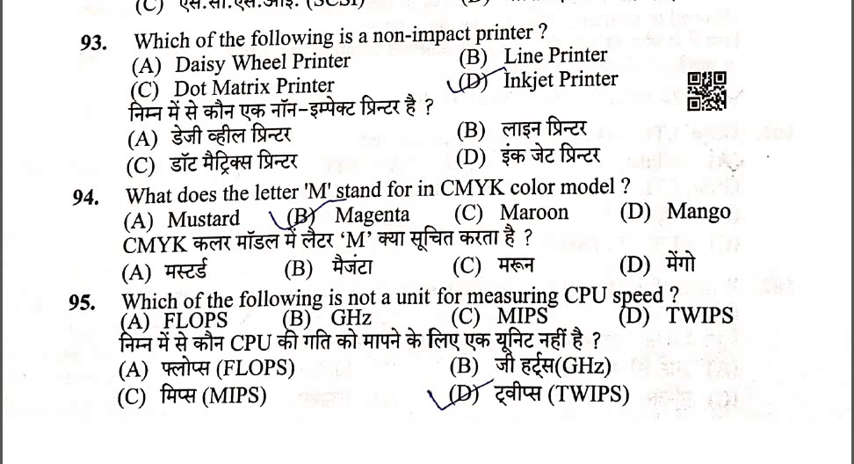 (C) एस.सी.एस.आई. (SCSI)
93. Which of the following is a non-impact printer ?
(A) Daisy Wheel Printer (B) Line Printer
(C) Dot Matrix Printer (D) Inkjet Printer
निम्न में से कौन एक नॉन-इम्पेक्ट प्रिन्टर है ?
(A) डेजी व्हील प्रिन्टर (B) लाइन प्रिन्टर
(C) डॉट मैट्रिक्स प्रिन्टर (D) इंक जेट प्रिन्टर
94. What does the letter 'M' stand for in CMYK color model ?
(A) Mustard (B) Magenta (C) Maroon (D) Mango
CMYK कलर मॉडल में लैटर ‘M’ क्या सूचित करता है ?
(A) मस्टर्ड (B) मैजंटा (C) मरून (D) मेंगो
95. Which of the following is not a unit for measuring CPU speed ?
(A) FLOPS (B) GHz (C) MIPS (D) TWIPS
निम्न में से कौन CPU की गति को मापने के लिए एक यूनिट नहीं है ?
(A) फ्लोप्स (FLOPS) (B) जी हर्ट्स(GHz)
(C) मिप्स (MIPS) (D) ट्वीप्स (TWIPS)